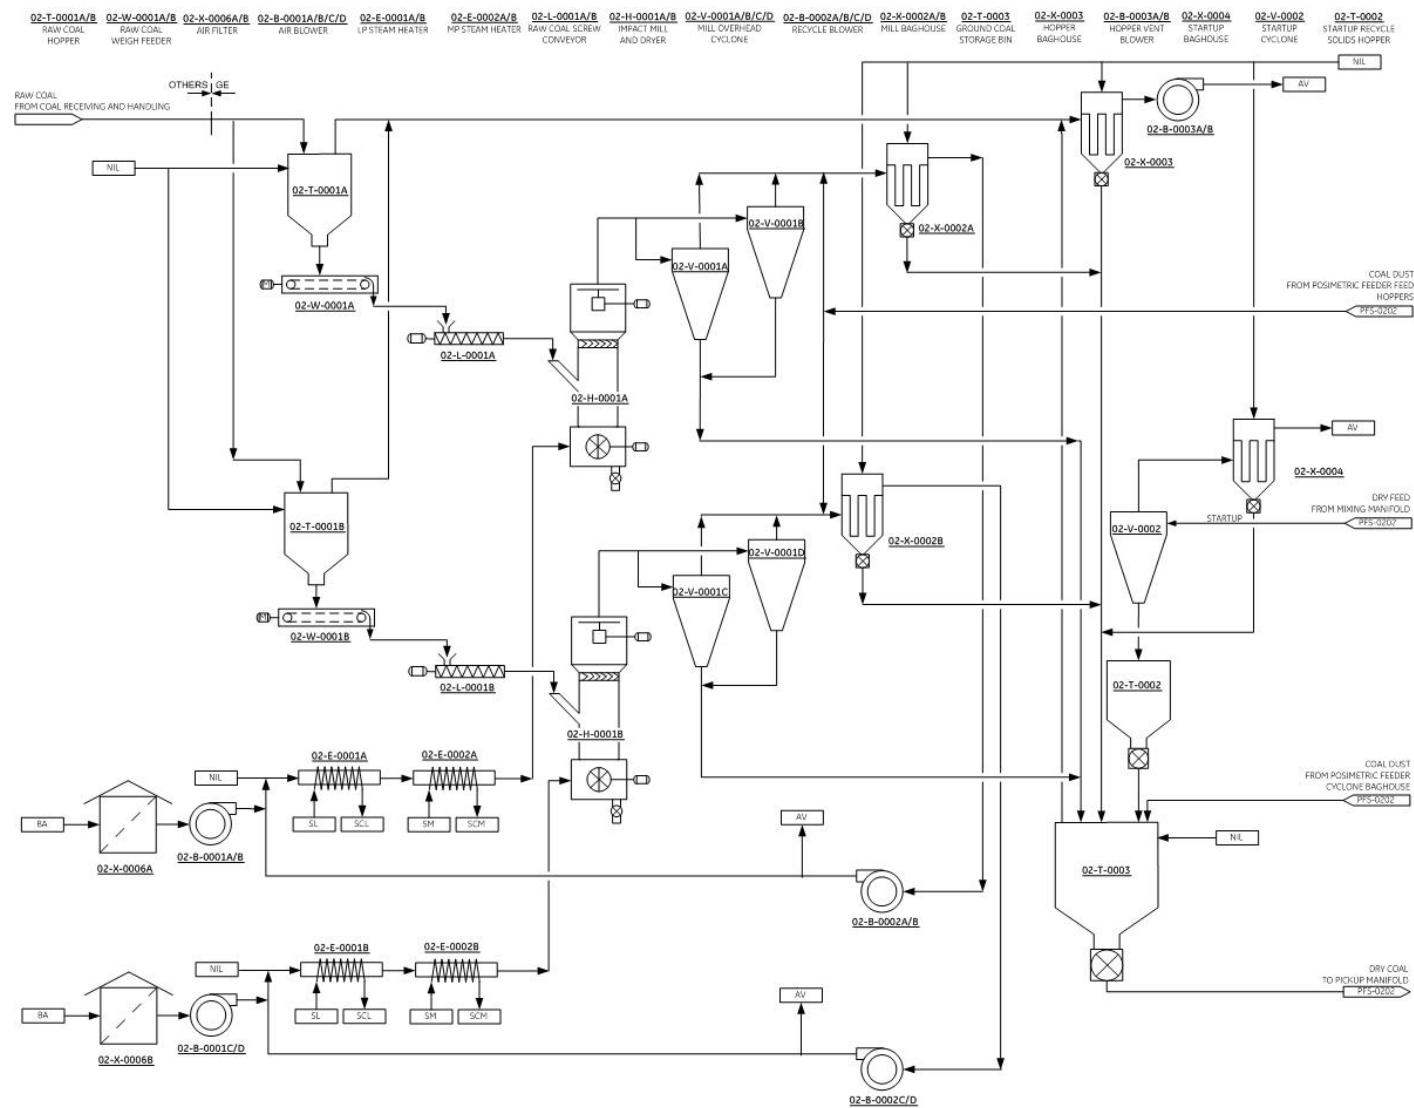 02-T-0001A/B
RAW COAL
HOPPER
02-W-0001A/B
RAW COAL
WEIGH FEEDER
02-X-0006A/B
AIR FILTER
02-B-0001A/B/C/D
AIR BLOWER
02-E-0001A/B
LP STEAM HEATER
02-E-0002A/B
MP STEAM HEATER
02-L-0001A/B
RAW COAL SCREW
CONVEYOR
02-H-0001A/B
IMPACT MILL
AND DRYER
02-V-0001A/B/C/D
MILL OVERHEAD
CYCLONE
02-B-0002A/B/C/D
RECYCLE BLOWER
02-X-0002A/B
MILL BAGHOUSE
02-T-0003
GROUND COAL
STORAGE BIN
02-X-0003
HOPPER
BAGHOUSE
02-B-0003A/B
HOPPER VENT
BLOWER
02-X-0004
STARTUP
BAGHOUSE
02-V-0002
STARTUP
CYCLONE
02-T-0002
STARTUP RECYCLE
SOLIDS HOPPER
NIL
OTHERS GE
AV
RAW COAL
FROM COAL RECEIVING AND HANDLING
02-B-0003A/B
NIL
02-X-0003
02-T-0001A
02-V-0001B
02-X-0002A
02-V-0001A
COAL DUST
FROM POSIMETRIC FEEDER FEED
HOPPERS
PFS-0202
M
02-W-0001A
02-L-0001A
02-H-0001A
AV
02-X-0004
DRY FEED
FROM MIXING MANIFOLD
PFS-0202
STARTUP
02-T-0001B
02-V-0002
02-X-0002B
02-V-0001D
02-V-0001C
M
02-W-0001B
02-L-0001B
02-T-0002
02-H-0001B
02-E-0001A
02-E-0002A
NIL
COAL DUST
FROM POSIMETRIC FEEDER
CYCLONE BAGHOUSE
PFS-0202
BA
SL
SCL
SM
SCM
AV
NIL
02-B-0001A/B
02-X-0006A
02-T-0003
02-B-0002A/B
02-E-0001B
02-E-0002B
NIL
DRY COAL
TO PICKUP MANIFOLD
PFS-0202
AV
BA
SL
SCL
SM
SCM
02-B-0001C/D
02-X-0006B
02-B-0002C/D